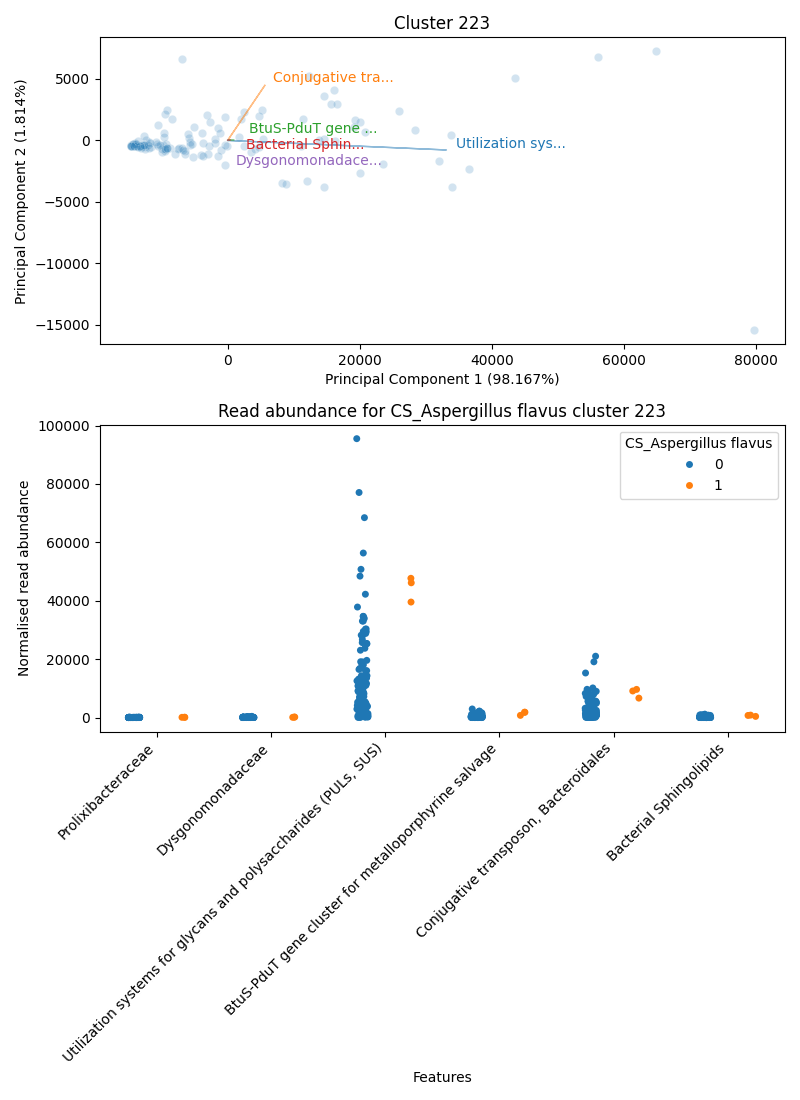 Cluster 223
Principal Component 2 (1.814%)
5000
0
−5000
−10000
−15000
Conjugative tra...
BtuS-PduT gene ...
Bacterial Sphin...
Utilization sys...
Dysgonomonadace...
0
20000
40000
60000
80000
Principal Component 1 (98.167%)
Read abundance for CS_Aspergillus flavus cluster 223
Normalised read abundance
100000
80000
60000
40000
20000
0
CS_Aspergillus flavus
0
1
Prolixibacteraceae
Dysgonomonadaceae
Utilization systems for glycans and polysaccharides (PULs, SUS)
BtuS-PduT gene cluster for metalloporphyrine salvage
Conjugative transposon, Bacteroidales
Bacterial Sphingolipids
Features